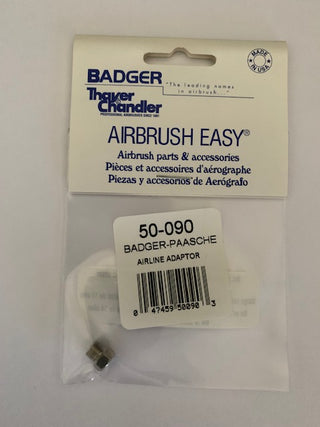 BADGER
"The leading names
in airbrush."
MADE
IN USA
Thayer
Chandler
PROFESSIONAL AIRBRUSHES SINCE 1891
AIRBRUSH EASY®
Airbrush parts & accessories
Pièces et accessoires d'aérographe
Piezas y accesorios de Aerógrafo
50-090
BADGER-PAASCHE
AIRLINE ADAPTOR
0 47459 50090 3